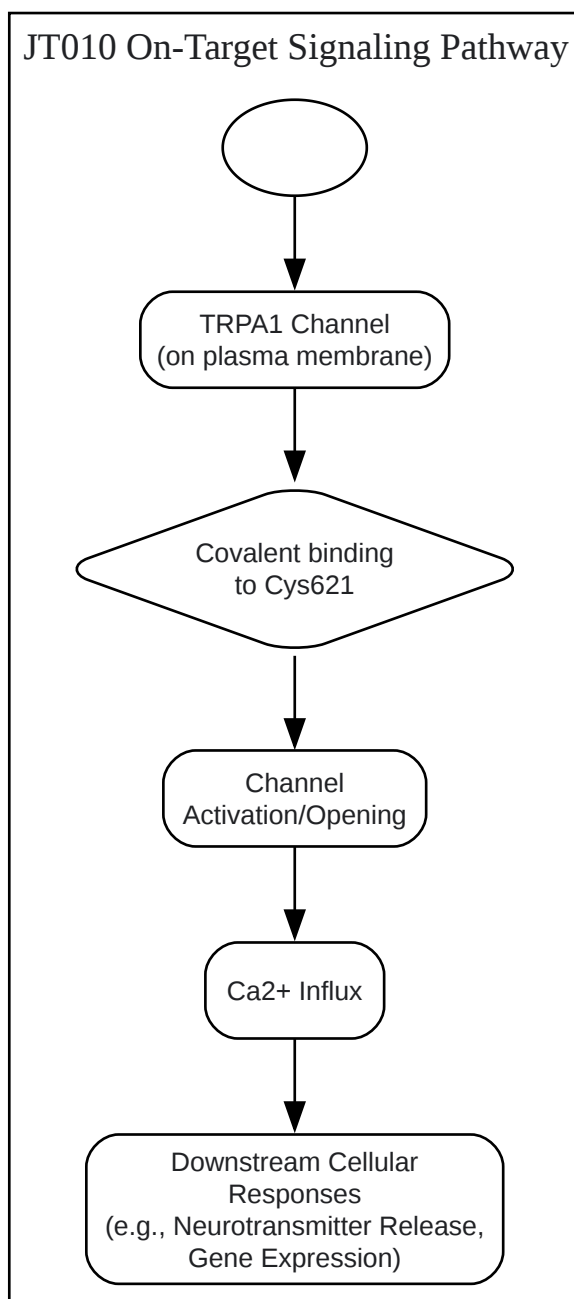 JT010 On-Target Signaling Pathway
TRPA1 Channel
(on plasma membrane)
Covalent binding
to Cys621
Channel
Activation/Opening
Ca2+ Influx
Downstream Cellular
Responses
(e.g., Neurotransmitter Release,
Gene Expression)